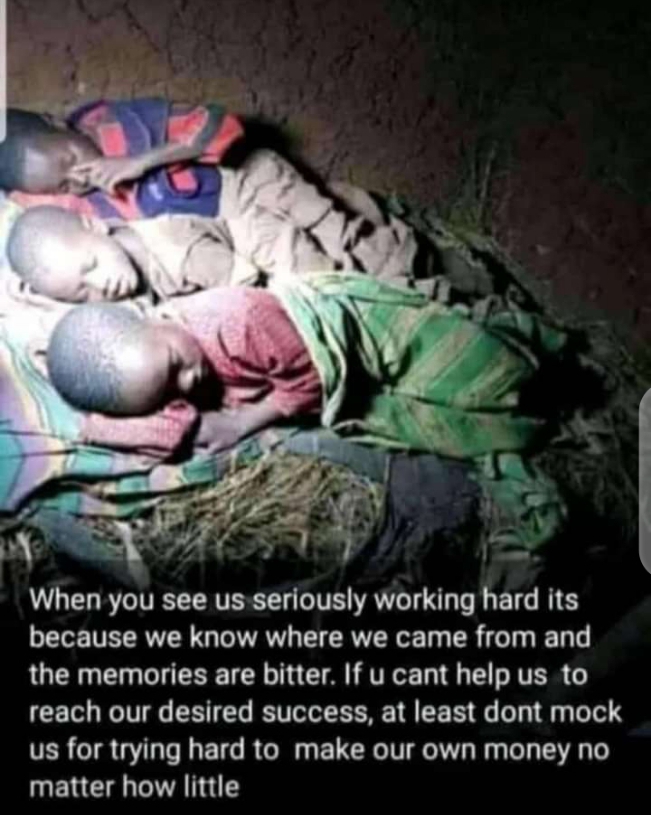 When you see us seriously working hard its
because we know where we came from and
the memories are bitter. If u cant help us to
reach our desired success, at least dont mock
us for trying hard to make our own money no
matter how little